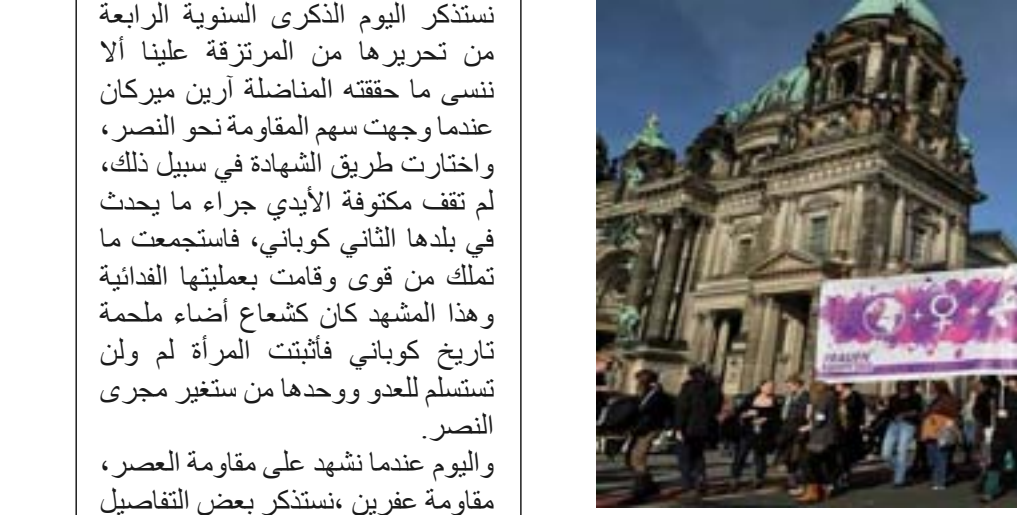 نستذكر اليوم الذكرى السنوية الرابعة
من تحريرها من المرتزقة علينا ألا
ننسى ما حققته المناضلة آرين ميركان
عندما وجهت سهم المقاومة نحو النصر،
واختارت طريق الشهادة في سبيل ذلك،
لم تقف مكتوفة الأيدي جراء ما يحدث
في بلدها الثاني كوباني، فاستجمعت ما
تملك من قوى وقامت بعمليتها الفدائية
وهذا المشهد كان كشعاع أضاء ملحمة
تاريخ كوباني فأثبتت المرأة لم ولن
تستسلم للعدو ووحدها من ستغير مجرى
النصر.
واليوم عندما نشهد على مقاومة العصر،
مقاومة عفرين ،نستذكر بعض التفاصيل
FRAUEN